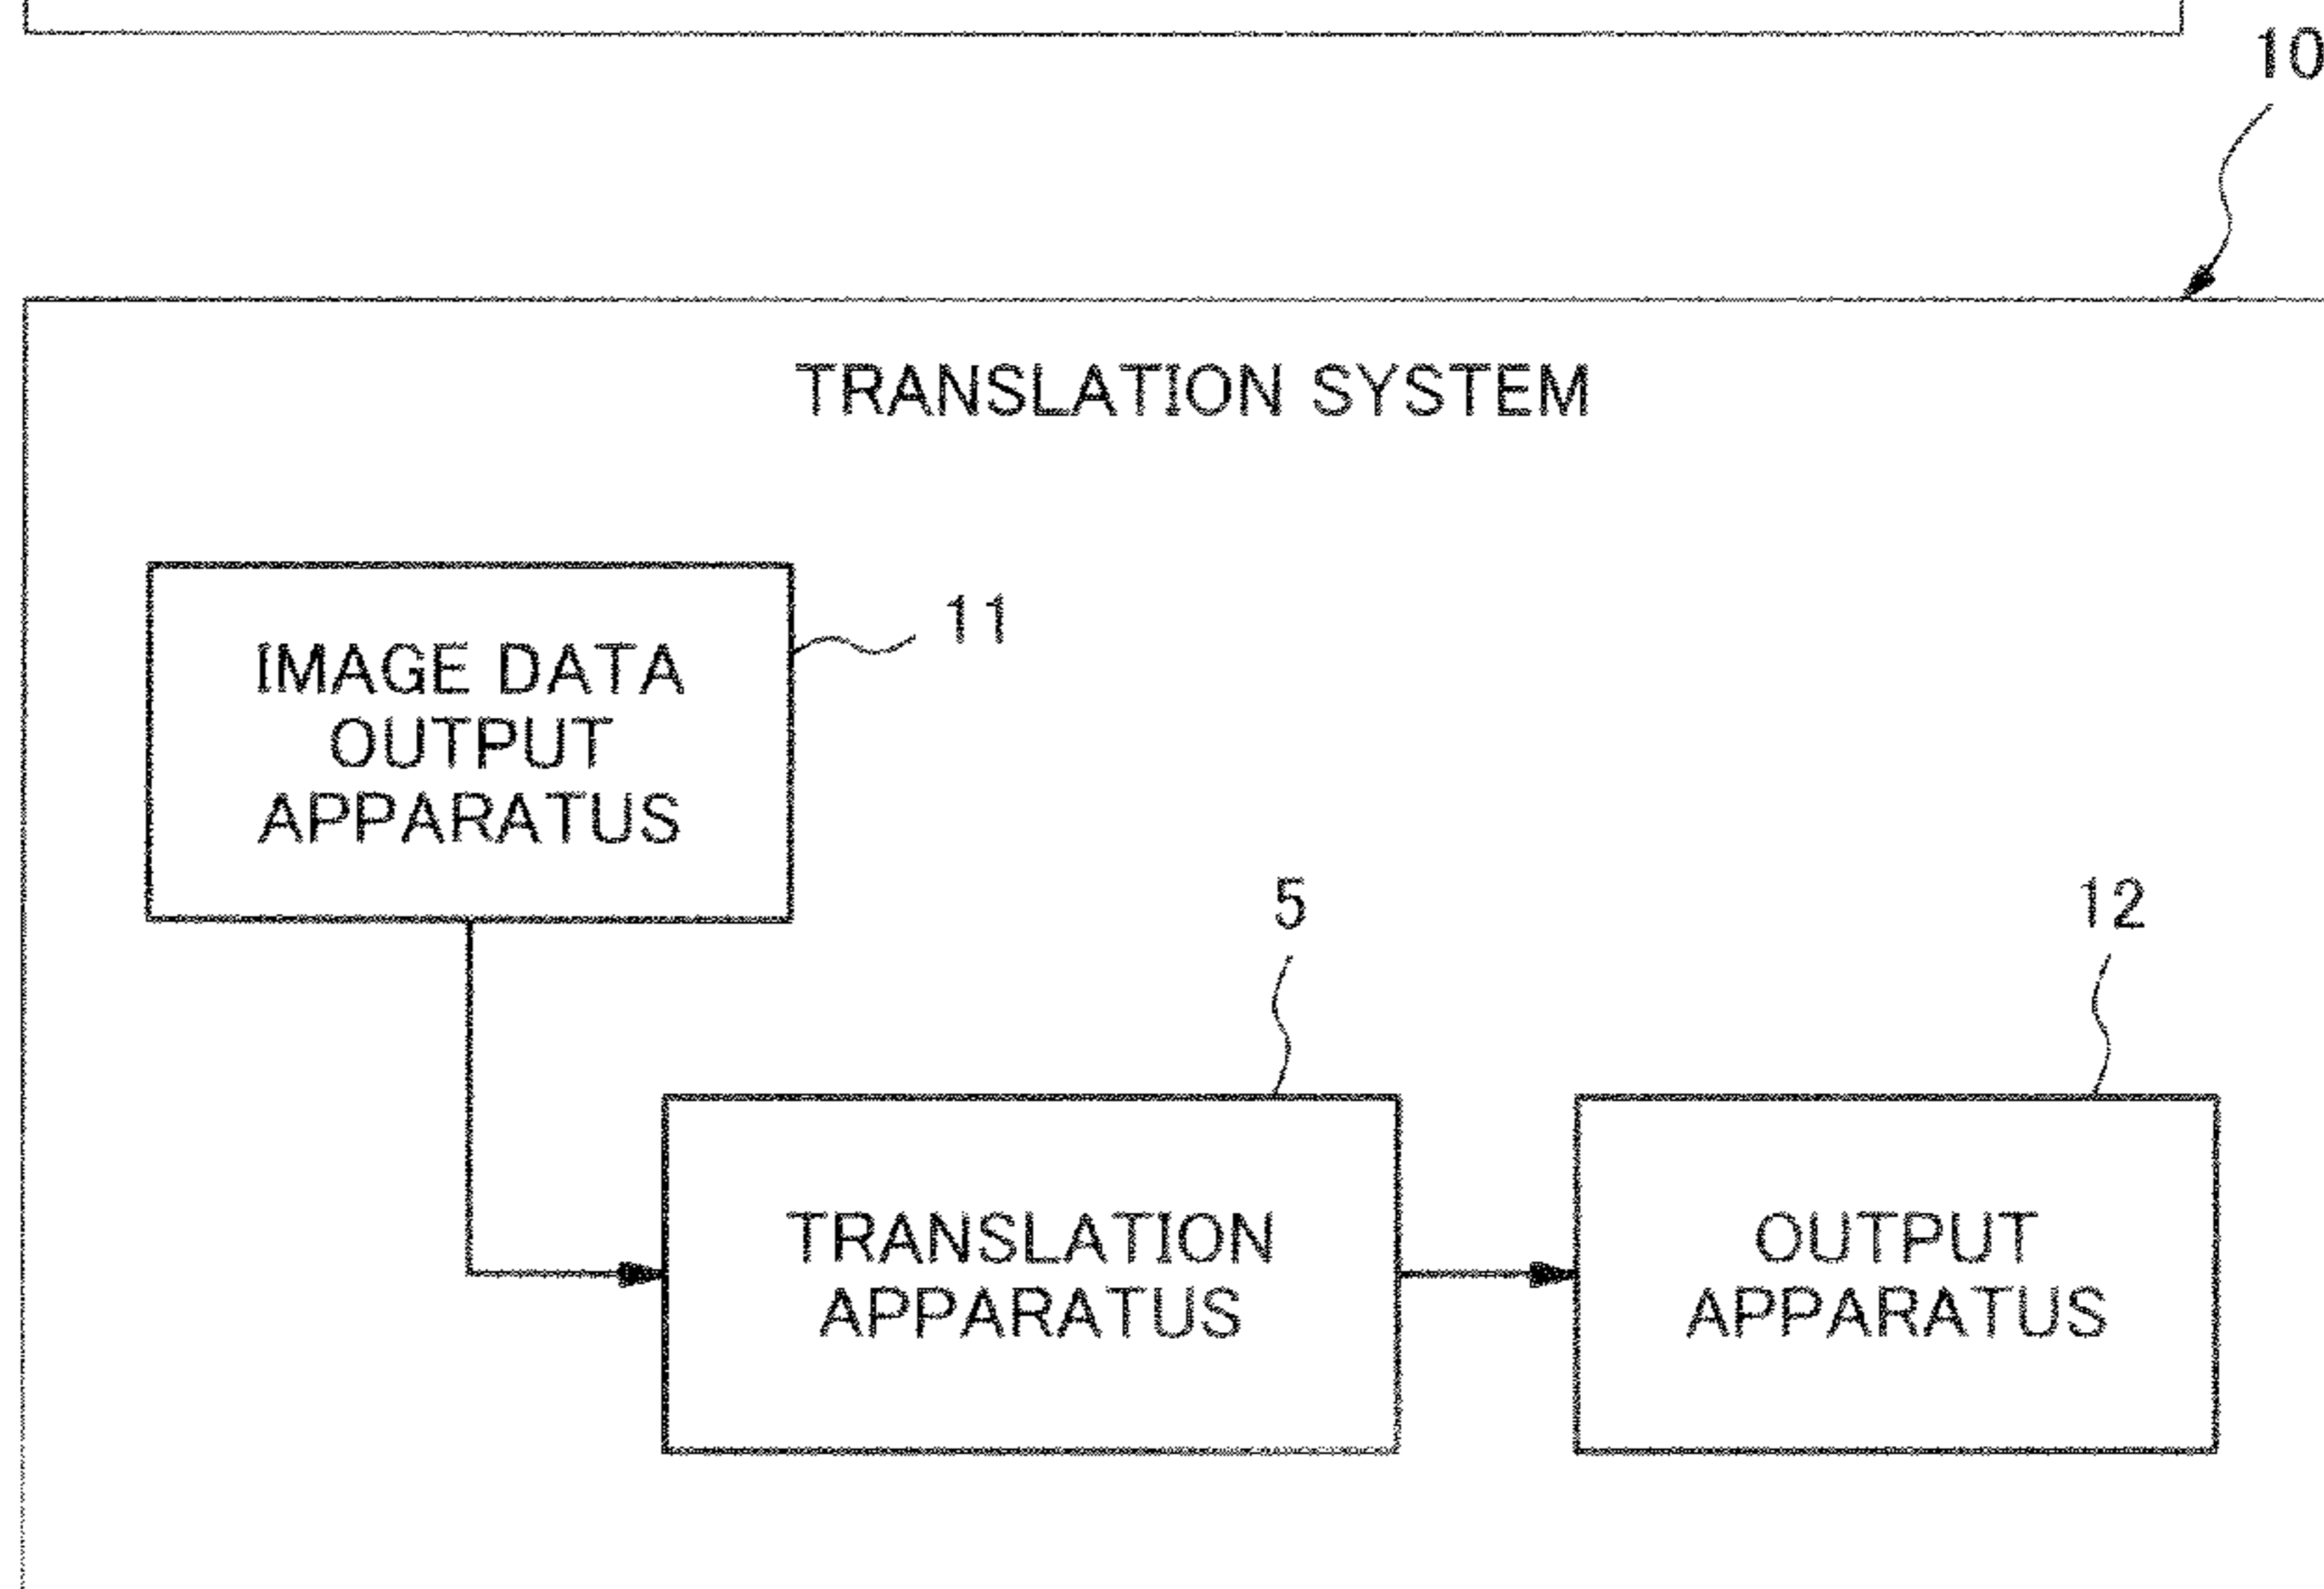 10
TRANSLATION SYSTEM
IMAGE DATA
OUTPUT
APPARATUS
11
5
12
TRANSLATION
APPARATUS
OUTPUT
APPARATUS